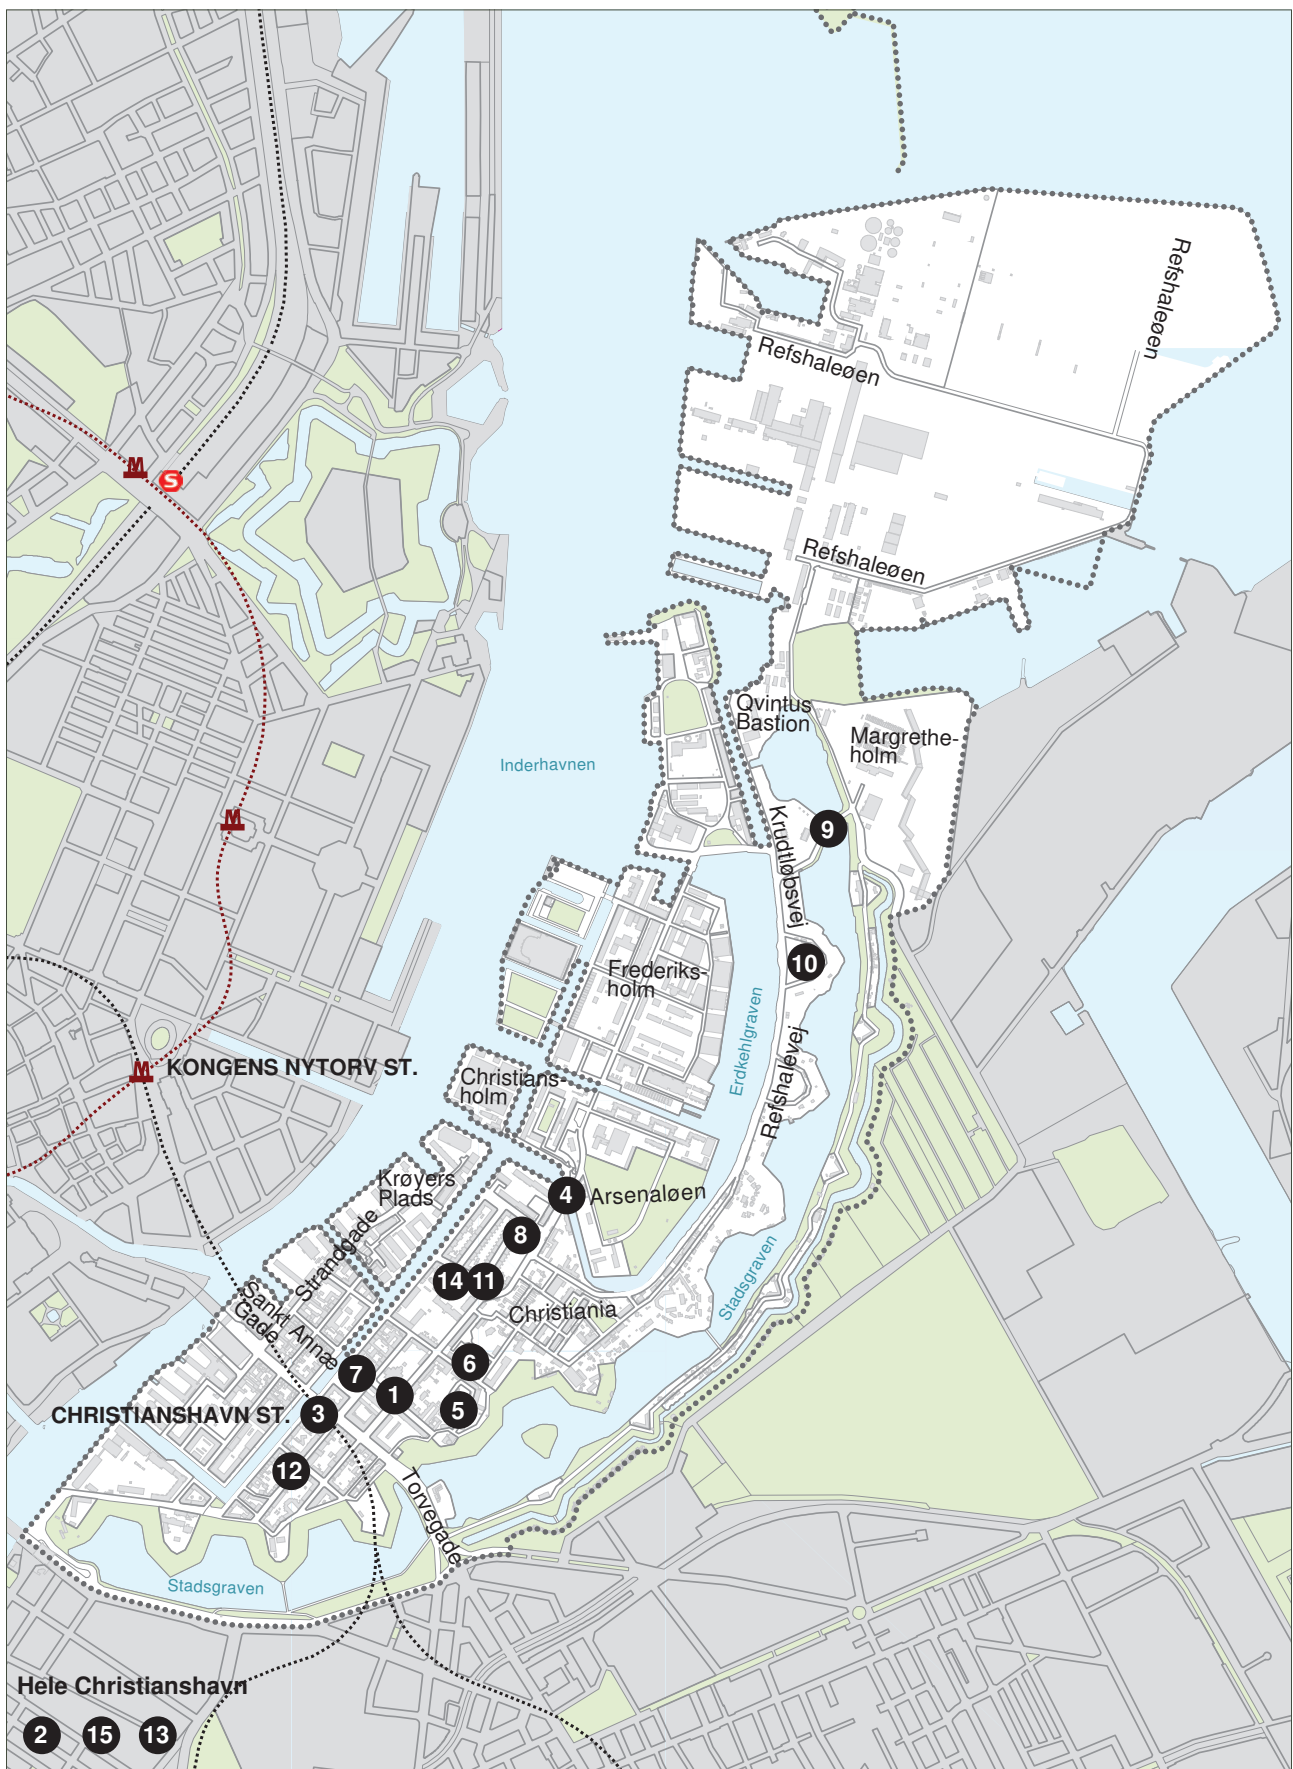 Refshaleøen
Refshaleøen
Refshaleøen
M
S
Qvintus
Bastion
Margrethe-
holm
Inderhavnen
M
Krudtløbsvej
9
10
Frederiks-
holm
Erdkehlgraven
Refshalevej
M
KONGENS NYTORV ST.
Christians-
holm
Krøyers
Plads
4
Arsenaløen
8
Strandgade
14
11
Stadsgraven
Christiania
Sankt Annæ
Gade
7
6
1
5
CHRISTIANSHAVN ST.
3
12
Torvegade
Stadsgraven
Hele Christianshavn
2
15
13